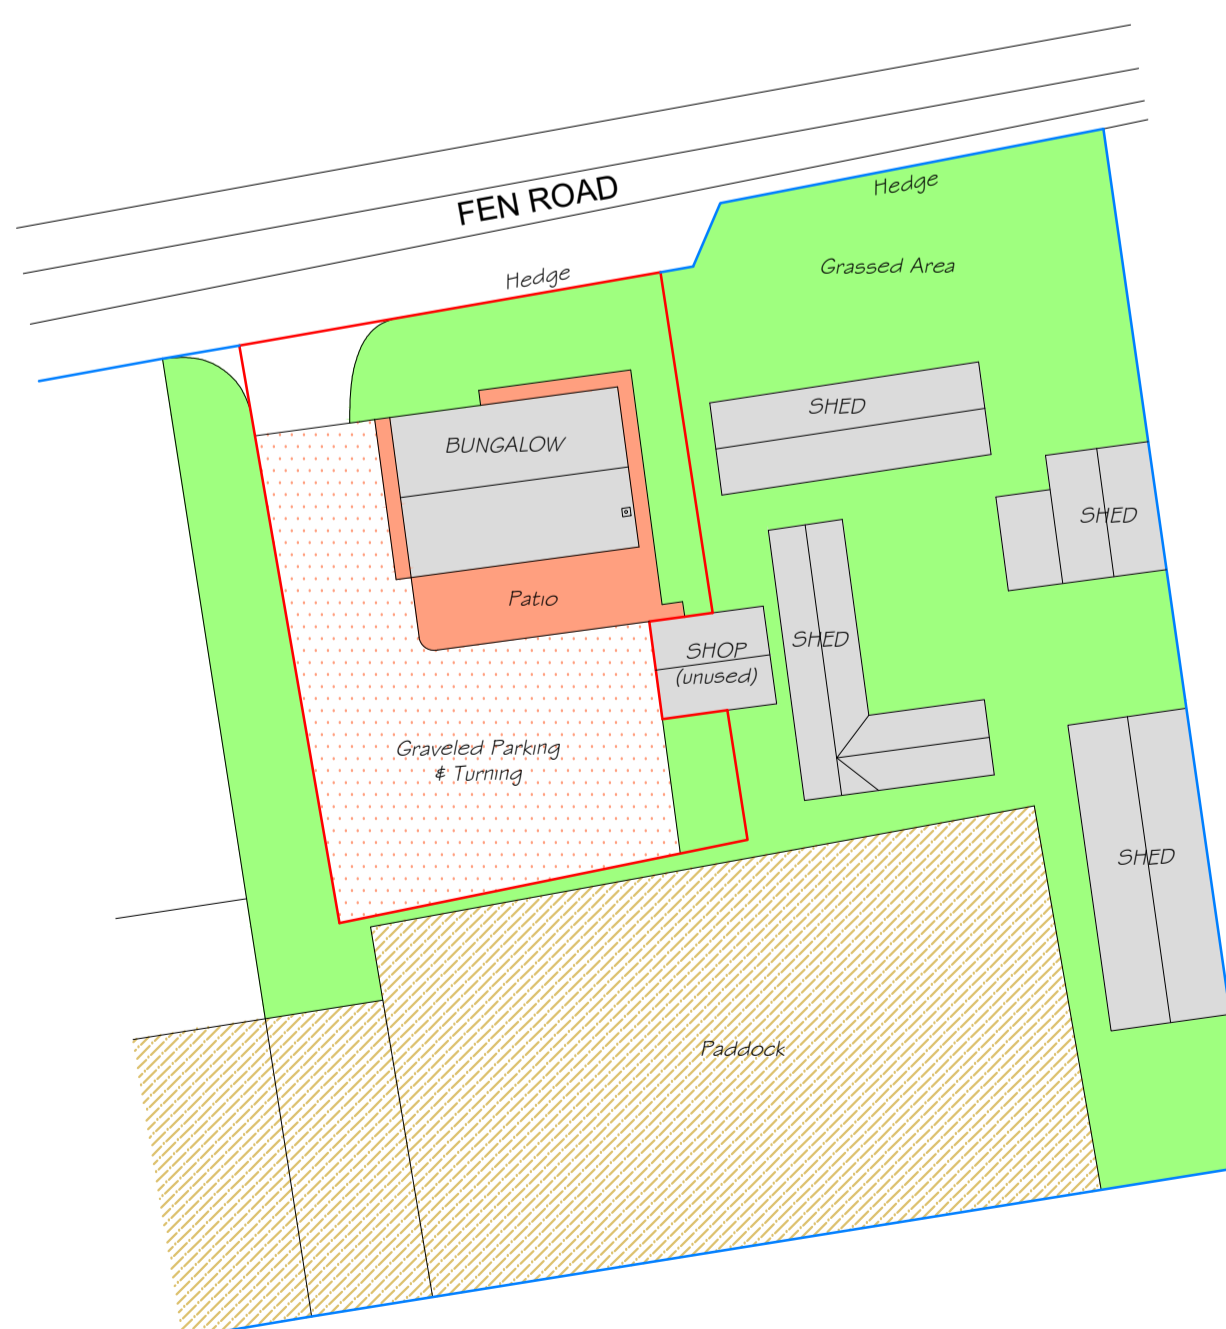 FEN ROAD
Hedge
Hedge
Grassed Area
SHED
BUNGALOW
SHED
Patio
SHED
SHOP
(unused)
Graveled Parking
& Turning
SHED
Paddock